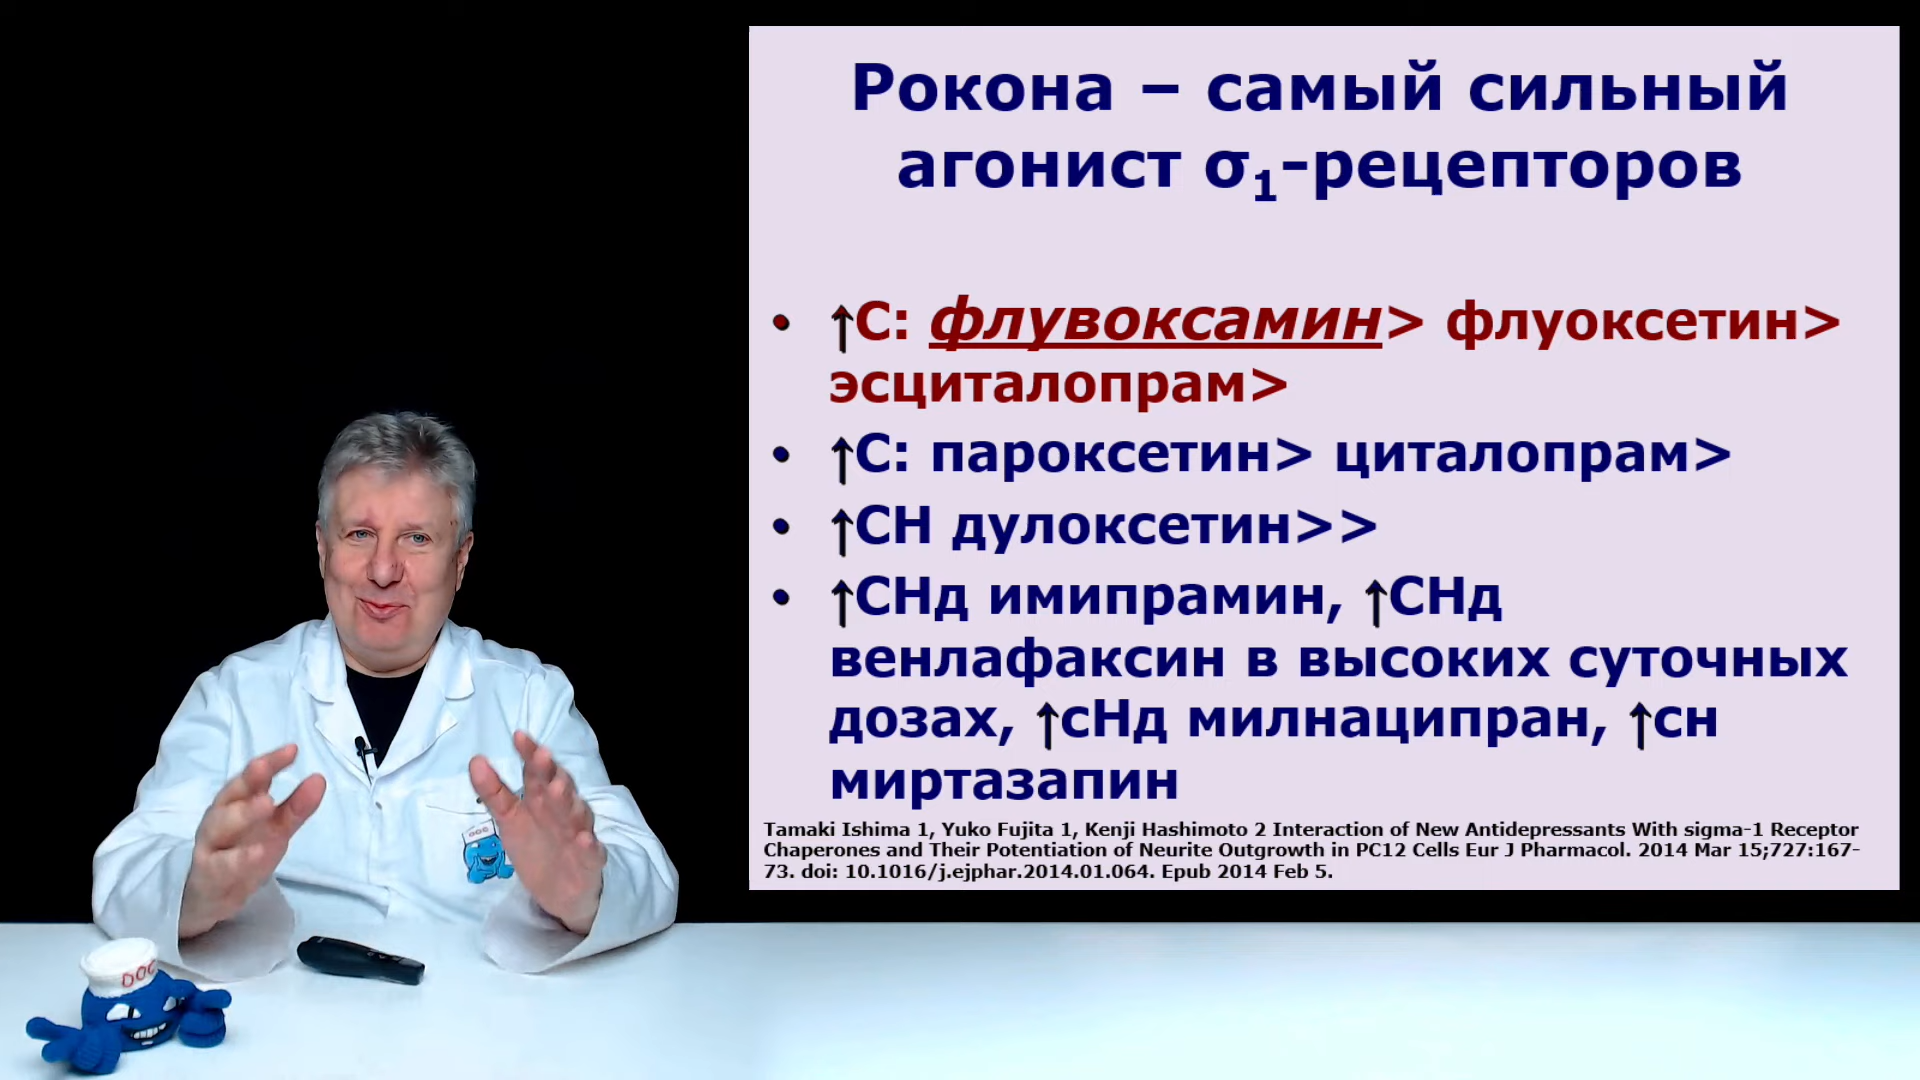 Рокона – самый сильный
агонист σ1-рецепторов
• ↑С: флувоксамин> флуоксетин>
эсциталопрам>
• ↑С: пароксетин> циталопрам>
• ↑СН дулоксетин>>
• ↑СНд имипрамин, ↑СНд
венлафаксин в высоких суточных
дозах, ↑сНд милнаципран, ↑сн
миртазапин
Tamaki Ishima 1, Yuko Fujita 1, Kenji Hashimoto 2 Interaction of New Antidepressants With sigma-1 Receptor
Chaperones and Their Potentiation of Neurite Outgrowth in PC12 Cells Eur J Pharmacol. 2014 Mar 15;727:167-
73. doi: 10.1016/j.ejphar.2014.01.064. Epub 2014 Feb 5.
DOC
DOC